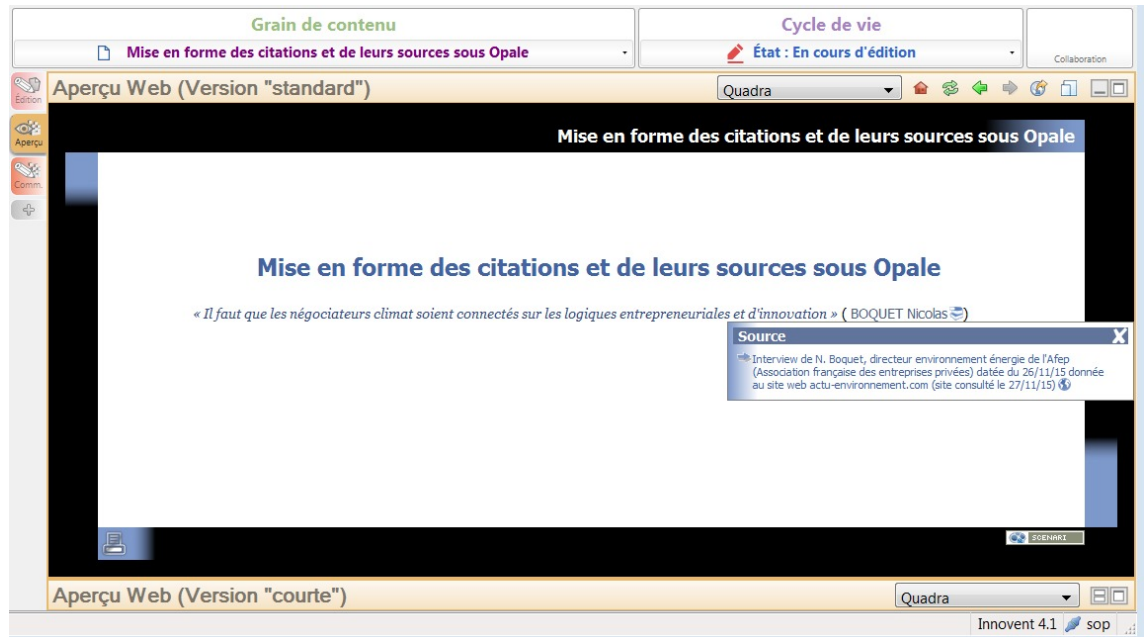 Grain de contenu
Mise en forme des citations et de leurs sources sous Opale
Cycle de vie
État : En cours d'édition
Collaboration
Édition
Aperçu
Comm.
Aperçu Web (Version "standard")
Quadra
Mise en forme des citations et de leurs sources sous Opale
Mise en forme des citations et de leurs sources sous Opale
« Il faut que les négociateurs climat soient connectés sur les logiques entrepreneuriales et d'innovation » ( BOQUET Nicolas )
Source
X
Interview de N. Boquet, directeur environnement énergie de l'Afep
(Association française des entreprises privées) datée du 26/11/15 donnée
au site web actu-environnement.com (site consulté le 27/11/15)
SCENARI
Aperçu Web (Version "courte")
Quadra
Innovent 4.1 sop